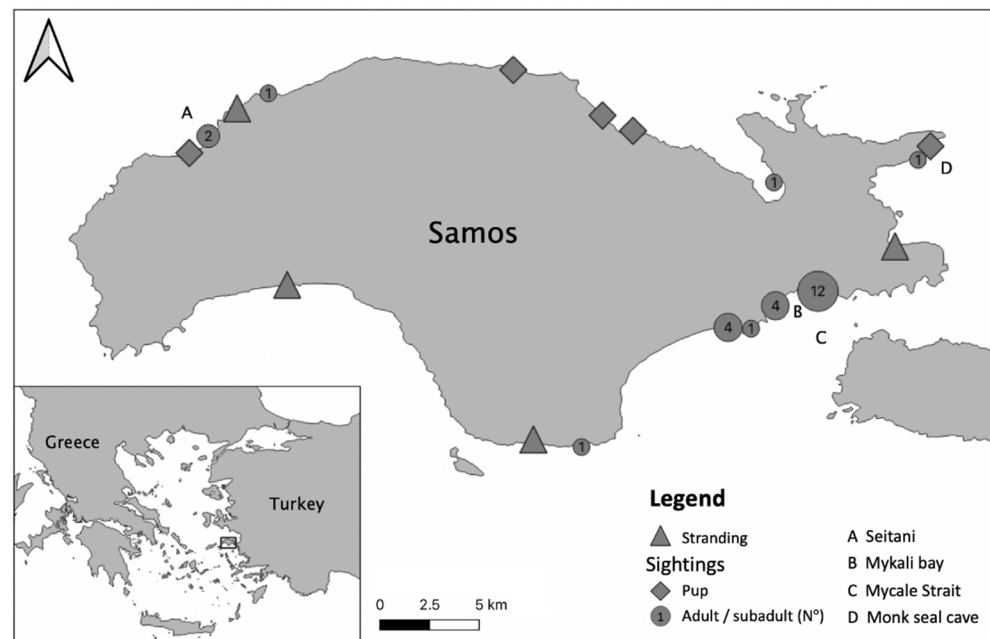 1
A
2
1
1
D
Samos
12
4
B
4
1
C
Greece
1
Turkey
Legend
Stranding
A Seitani
Sightings
B Mykali bay
Pup
C Mycale Strait
0 2.5 5 km
1 Adult / subadult (N°)
D Monk seal cave